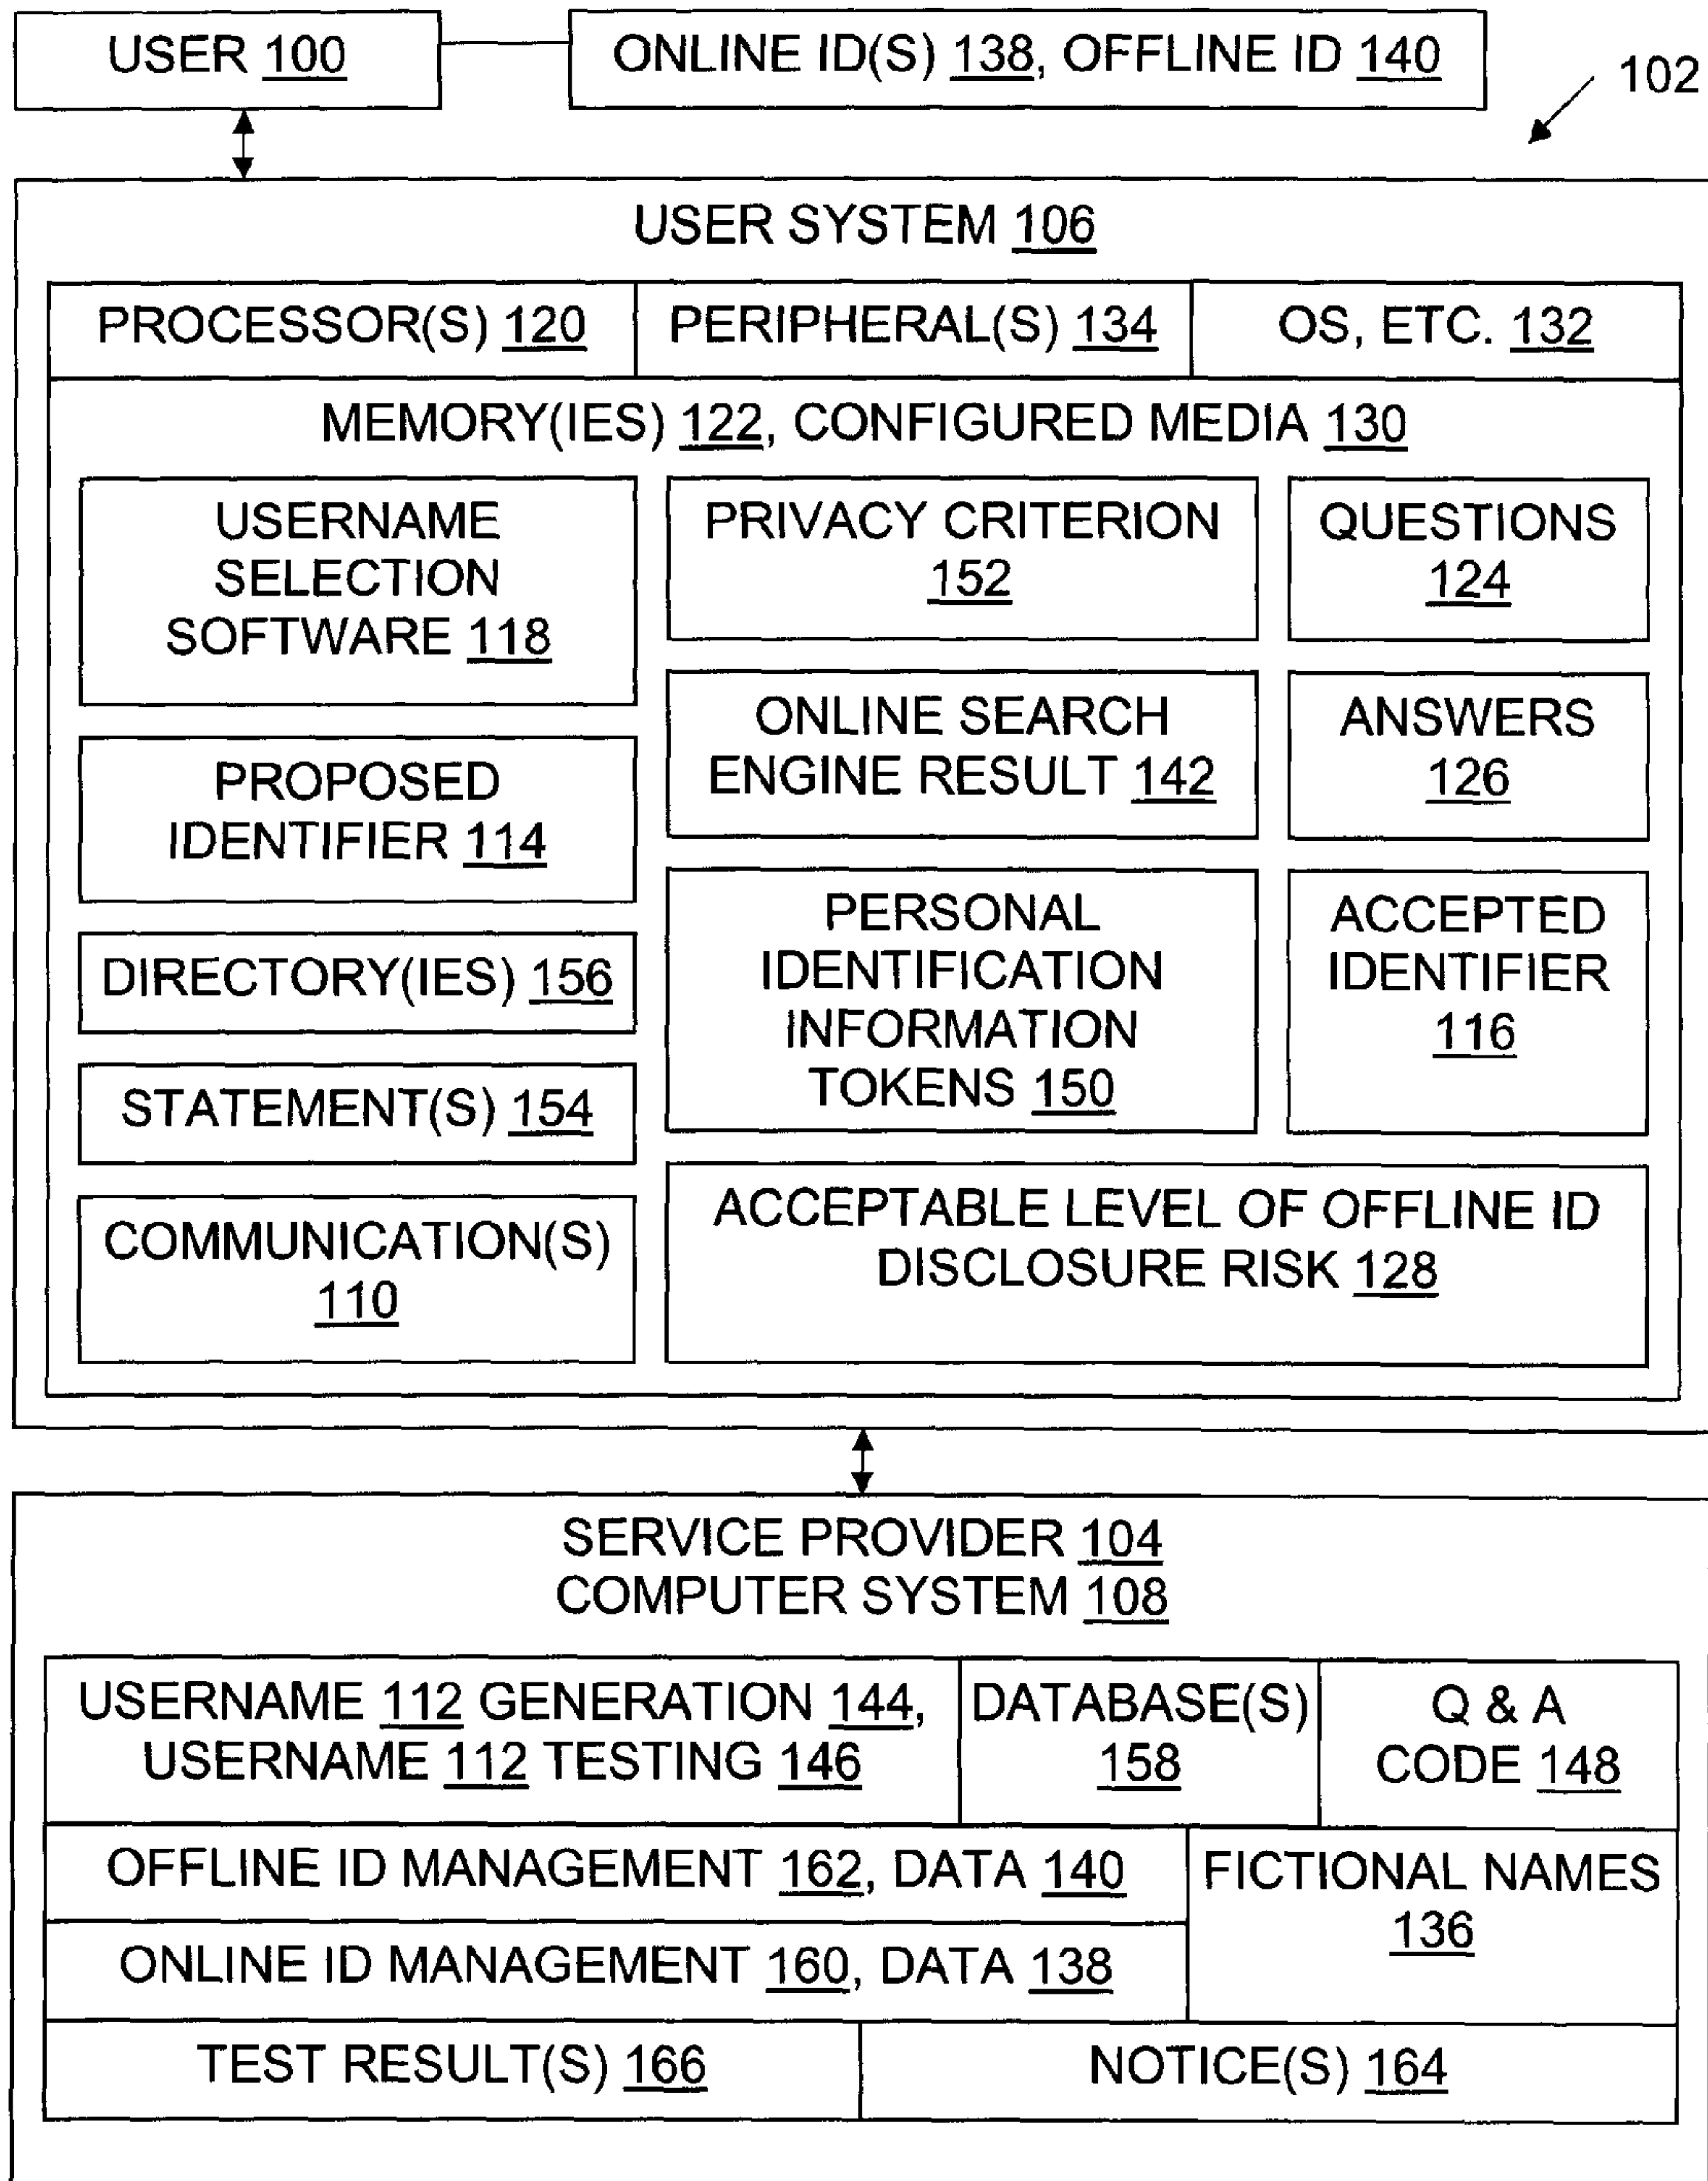 USER 100
ONLINE ID(S) 138, OFFLINE ID 140
102
USER SYSTEM 106
PROCESSOR(S) 120
PERIPHERAL(S) 134
OS, ETC. 132
MEMORY(IES) 122, CONFIGURED MEDIA 130
USERNAME
SELECTION
SOFTWARE 118
PROPOSED
IDENTIFIER 114
DIRECTORY(IES) 156
STATEMENT(S) 154
COMMUNICATION(S)
110
PRIVACY CRITERION
152
ONLINE SEARCH
ENGINE RESULT 142
PERSONAL
IDENTIFICATION
INFORMATION
TOKENS 150
QUESTIONS
124
ANSWERS
126
ACCEPTED
IDENTIFIER
116
ACCEPTABLE LEVEL OF OFFLINE ID
DISCLOSURE RISK 128
SERVICE PROVIDER 104
COMPUTER SYSTEM 108
USERNAME 112 GENERATION 144,
USERNAME 112 TESTING 146
DATABASE(S)
158
Q & A
CODE 148
OFFLINE ID MANAGEMENT 162, DATA 140
ONLINE ID MANAGEMENT 160, DATA 138
FICTIONAL NAMES
136
TEST RESULT(S) 166
NOTICE(S) 164